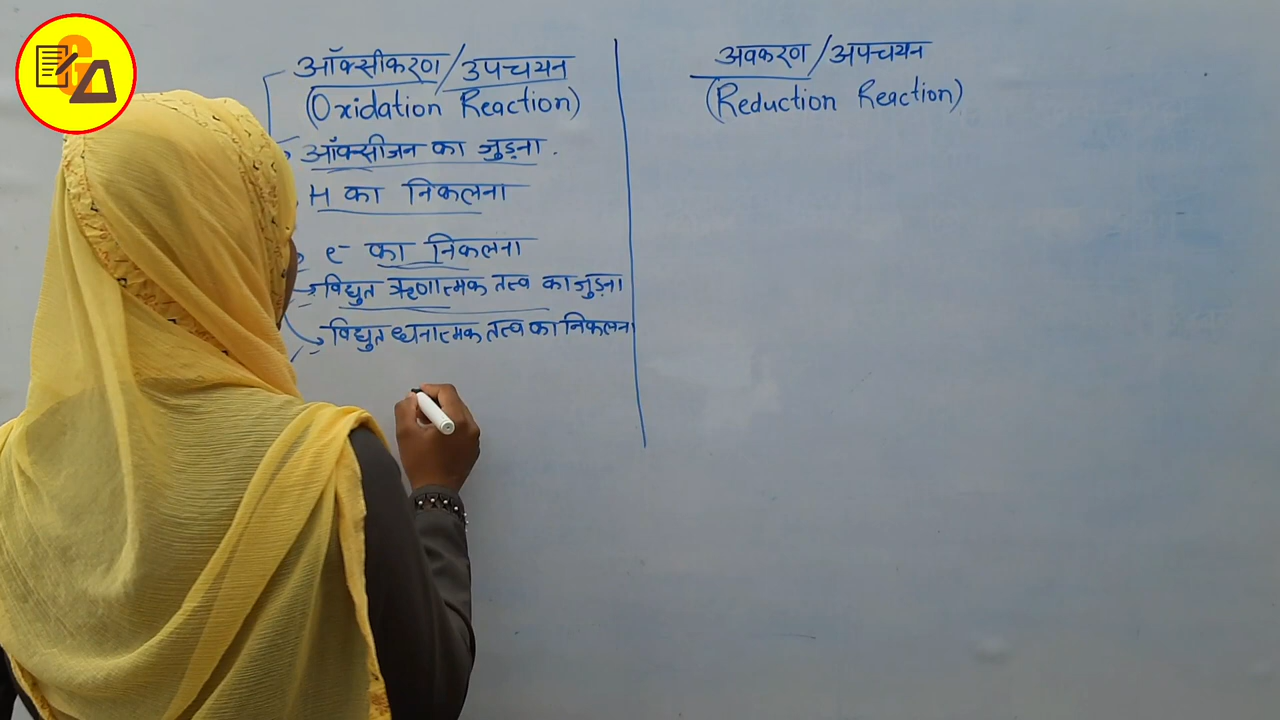 ऑक्सीकरण/उपचयन
(Oxidation Reaction)
ऑक्सीजन का जुड़ना.
H का निकलना
e- का निकलना
विद्युत ऋणात्मक तत्व का जुड़ना
विद्युत धनात्मक तत्व का निकलना
अवकरण/अपचयन
(Reduction Reaction)